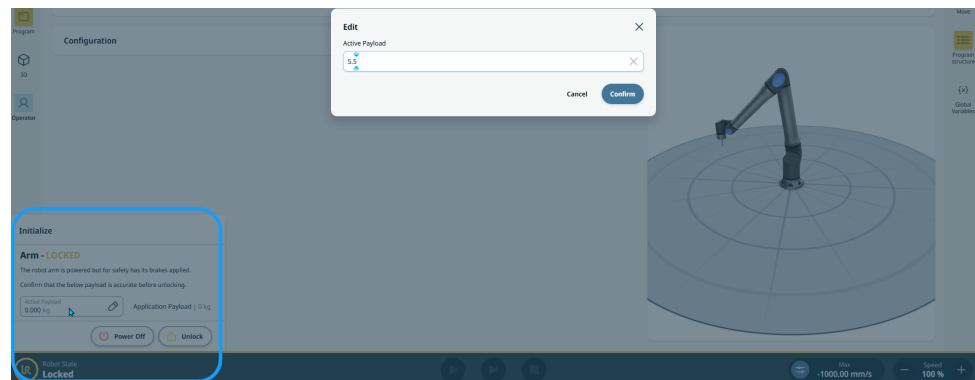 Program
Configuration
3D
Operator
Edit
Active Payload
5.5
Cancel
Confirm
Move
Program
structure
{x}
Global
Variables
Initialize
Arm - LOCKED
The robot arm is powered but for safety has its brakes applied.
Confirm that the below payload is accurate before unlocking.
Active Payload
0.000 kg
Application Payload | 0 kg
Power Off
Unlock
Robot State
Locked
Max
-1000.00 mm/s
Speed
100 %